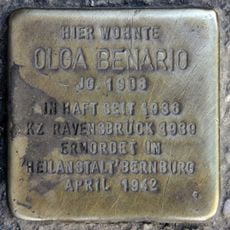 HIER WOHNTE
OLGA BENARIO
JG. 1908
IN HAFT SEIT 1936
KZ RAVENSBRÜCK 1939
ERMORDET IN
'HEILANSTALT' BERNBURG
APRIL 1942